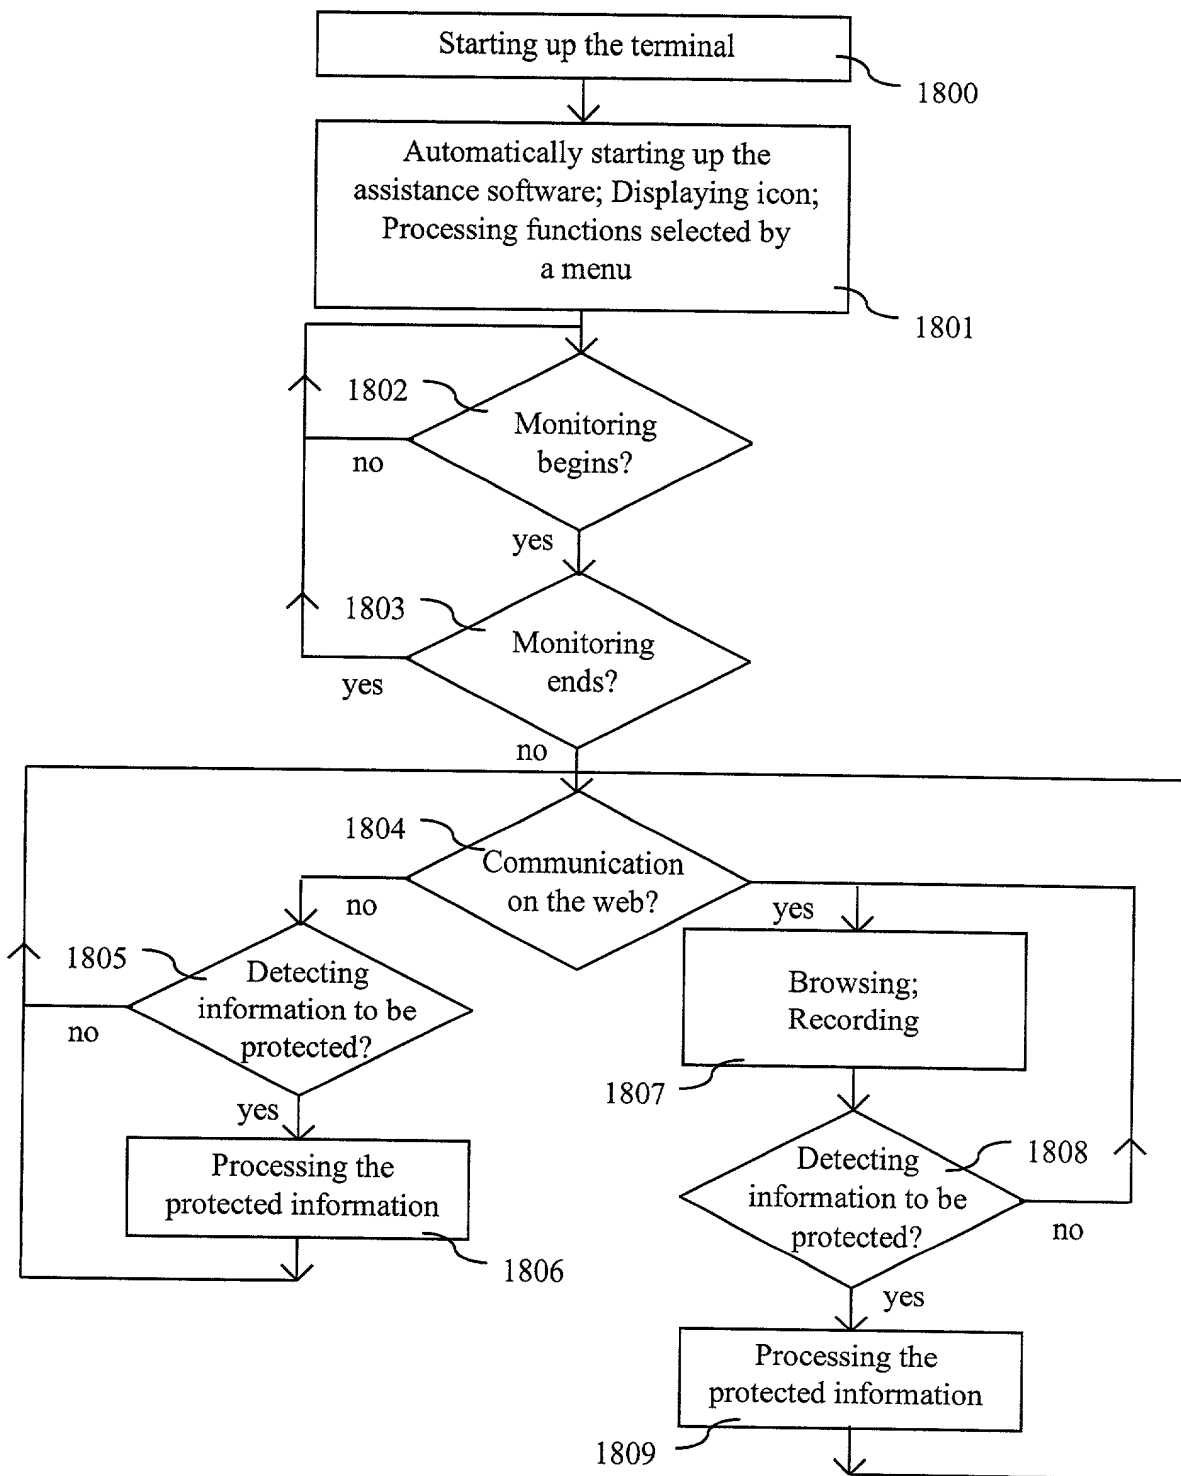 Starting up the terminal
1800
Automatically starting up the
assistance software; Displaying icon;
Processing functions selected by
a menu
1801
1802
Monitoring
begins?
no
yes
1803
Monitoring
ends?
yes
no
1804
Communication
on the web?
no
yes
1805
Detecting
information to be
protected?
no
yes
Browsing;
Recording
1807
Processing the
protected information
1806
1808
Detecting
information to be
protected?
no
yes
Processing the
protected information
1809